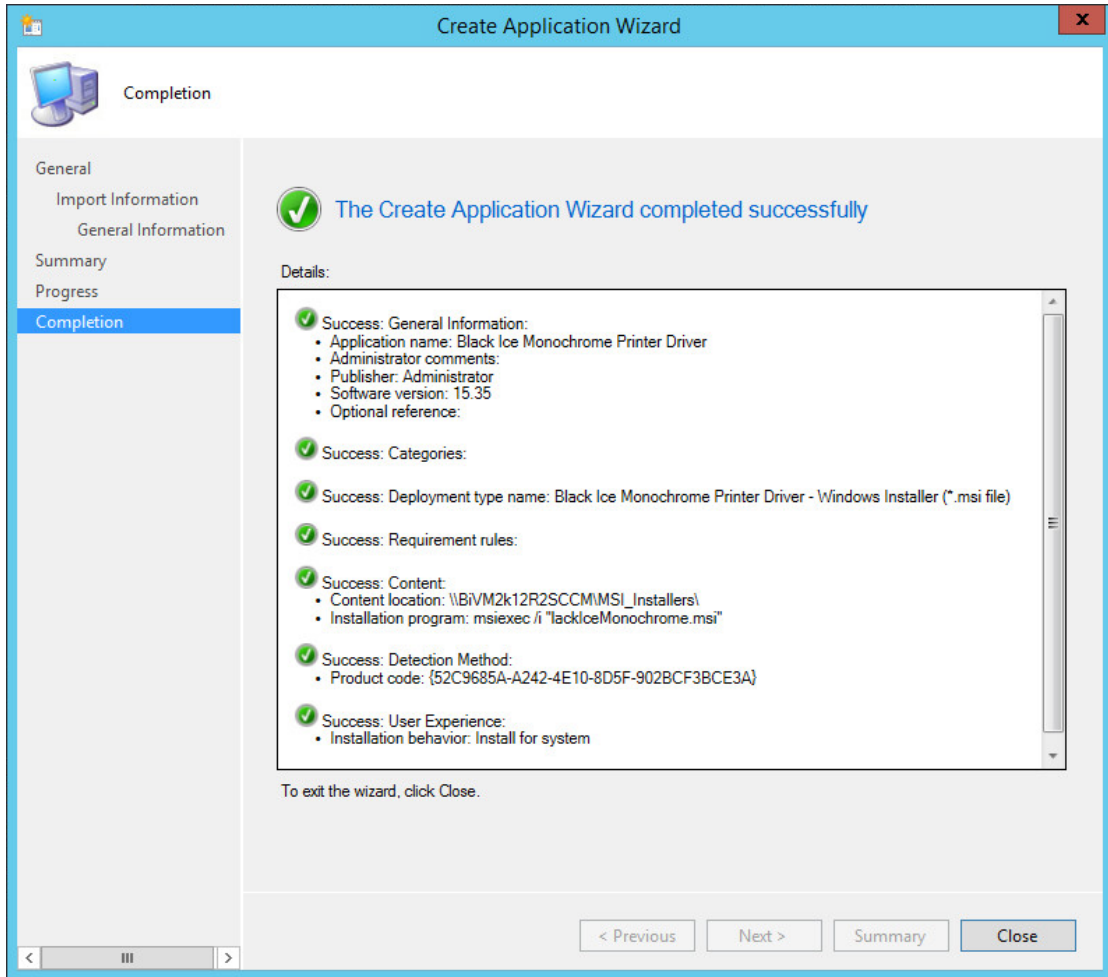 Create Application Wizard
x
Completion
General
Import Information
General Information
Summary
Progress
Completion
The Create Application Wizard completed successfully
Details:
Success: General Information:
• Application name: Black Ice Monochrome Printer Driver
• Administrator comments:
• Publisher: Administrator
• Software version: 15.35
• Optional reference:
Success: Categories:
Success: Deployment type name: Black Ice Monochrome Printer Driver - Windows Installer (*.msi file)
Success: Requirement rules:
Success: Content:
• Content location: \\BiVM2k12R2SCCM\MSI_Installers\
• Installation program: msiexec /i "lackIceMonochrome.msi"
Success: Detection Method:
• Product code: {52C9685A-A242-4E10-8D5F-902BCF3BCE3A}
Success: User Experience:
• Installation behavior: Install for system
To exit the wizard, click Close.
< Previous
Next >
Summary
Close